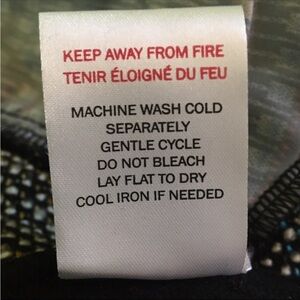 KEEP AWAY FROM FIRE
TENIR ÉLOIGNÉ DU FEU
MACHINE WASH COLD
SEPARATELY
GENTLE CYCLE
DO NOT BLEACH
LAY FLAT TO DRY
COOL IRON IF NEEDED